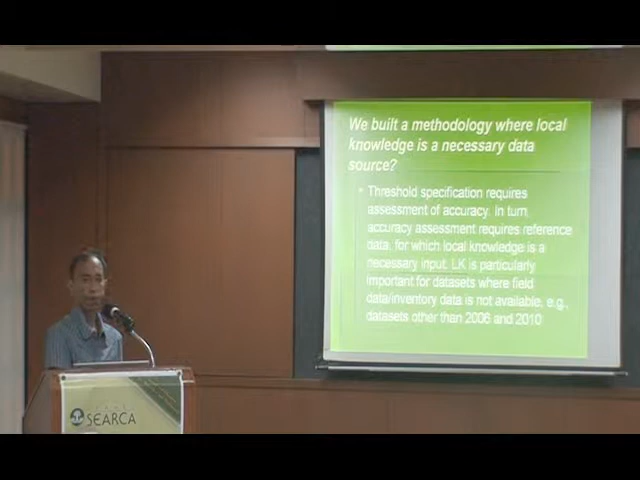 We built a methodology where local
knowledge is a necessary data
source?
Threshold specification requires
assessment of accuracy. In turn,
accuracy assessment requires reference
data, for which local knowledge is a
necessary input. LK is particularly
important for datasets where field
data/inventory data is not available, e.g.,
datasets other than 2006 and 2010
SEARCA